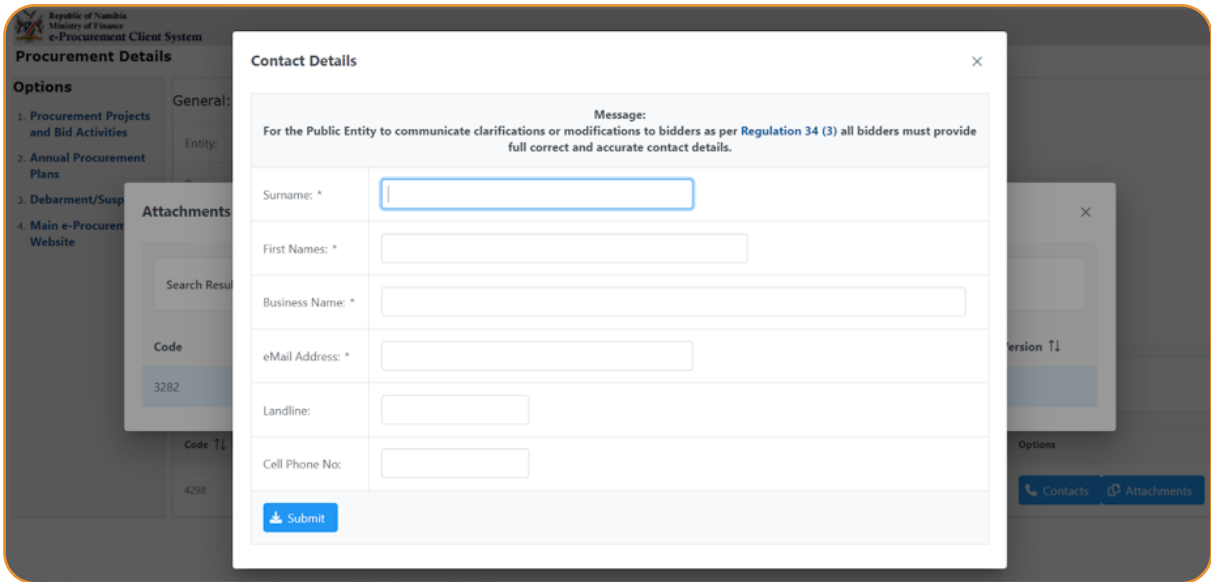 Republic of Namibia
Ministry of Finance
e-Procurement Client System
Procurement Details
Options
1. Procurement Projects
and Bid Activities
2. Annual Procurement
Plans
3. Debarment/Susp
4. Main e-Procurem
Website
General:
Entity:
Attachments
Search Resul
Code
3282
ersion
Code
Options
4298
Contacts
Attachments
Contact Details
Message:
For the Public Entity to communicate clarifications or modifications to bidders as per Regulation 34 (3) all bidders must provide
full correct and accurate contact details.
Surname: *
First Names: *
Business Name: *
eMail Address: *
Landline:
Cell Phone No:
Submit